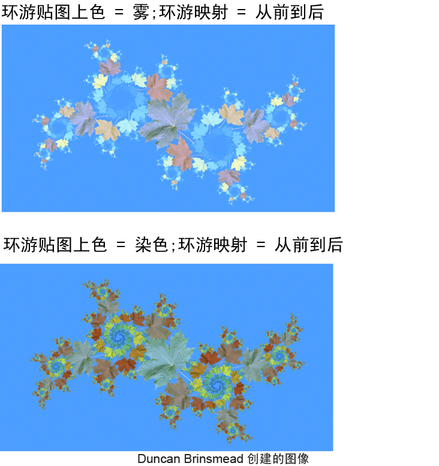 环游贴图上色 = 雾;环游映射 = 从前到后
环游贴图上色 = 染色;环游映射 = 从前到后
Duncan Brinsmead 创建的图像